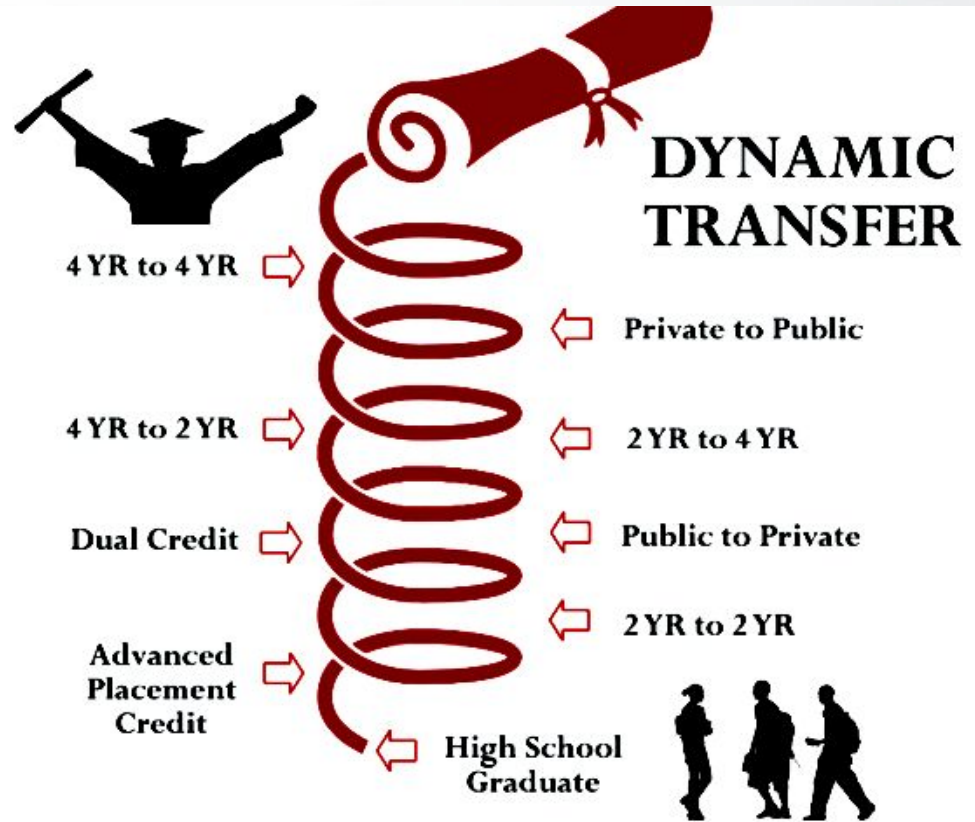 DYNAMIC
TRANSFER
4 YR to 4 YR
Private to Public
4 YR to 2 YR
2 YR to 4 YR
Dual Credit
Public to Private
2 YR to 2 YR
Advanced
Placement
Credit
High School
Graduate